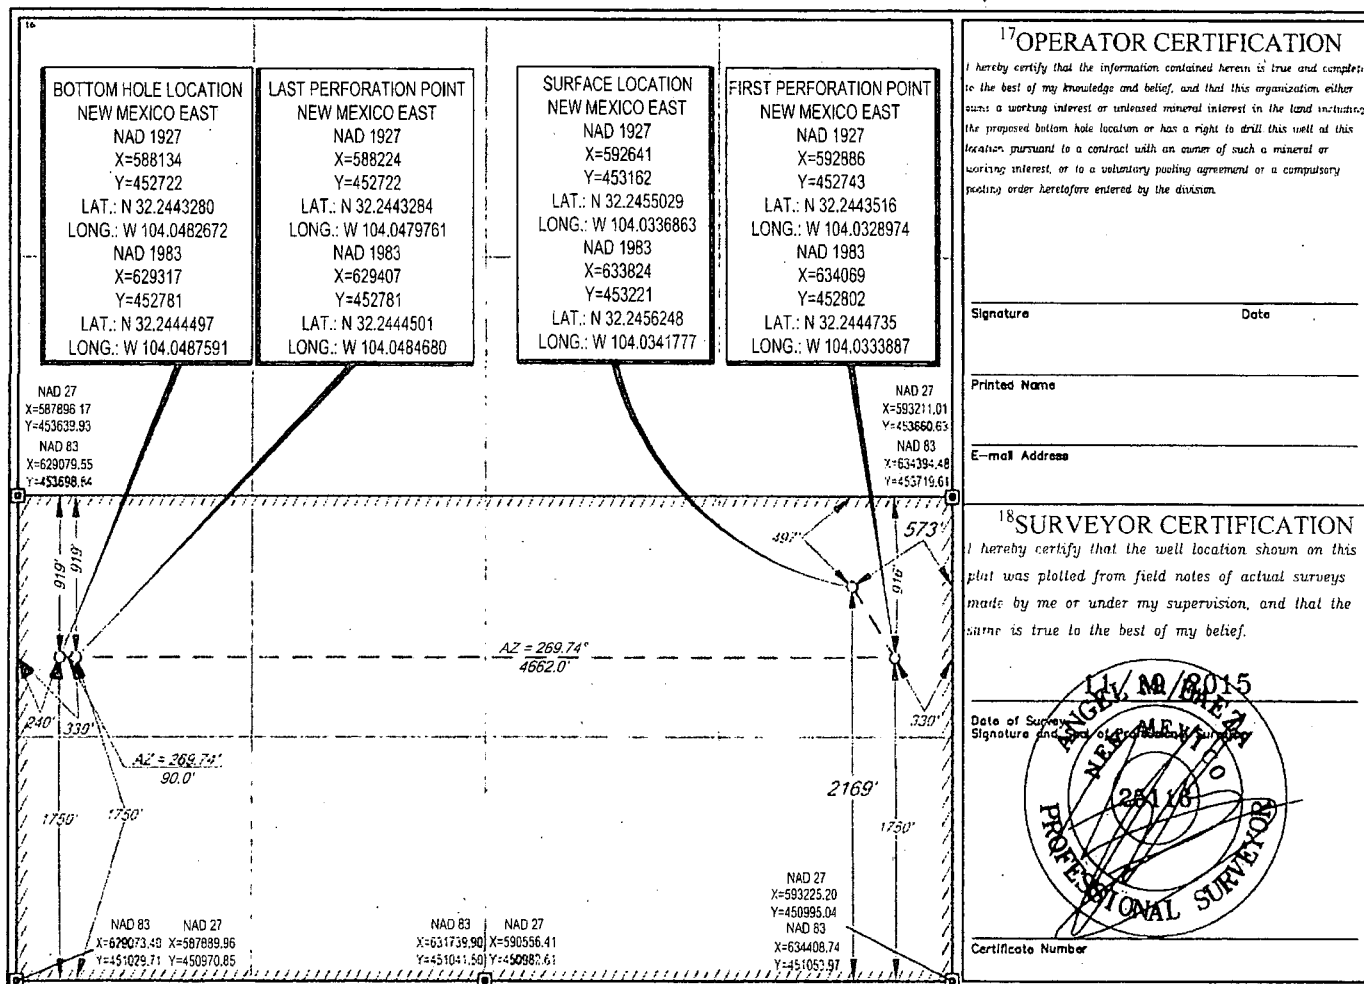 16
BOTTOM HOLE LOCATION
NEW MEXICO EAST
NAD 1927
X=588134
Y=452722
LAT.: N 32.2443280
LONG.: W 104.0482672
NAD 1983
X=629317
Y=452781
LAT.: N 32.2444497
LONG.: W 104.0487591
LAST PERFORATION POINT
NEW MEXICO EAST
NAD 1927
X=588224
Y=452722
LAT.: N 32.2443284
LONG.: W 104.0479761
NAD 1983
X=629407
Y=452781
LAT.: N 32.2444501
LONG.: W 104.0484680
SURFACE LOCATION
NEW MEXICO EAST
NAD 1927
X=592641
Y=453162
LAT.: N 32.2455029
LONG.: W 104.0336863
NAD 1983
X=633824
Y=453221
LAT.: N 32.2456248
LONG.: W 104.0341777
FIRST PERFORATION POINT
NEW MEXICO EAST
NAD 1927
X=592886
Y=452743
LAT.: N 32.2443516
LONG.: W 104.0328974
NAD 1983
X=634069
Y=452802
LAT.: N 32.2444735
LONG.: W 104.0333887
NAD 27
X=587896.17
Y=453639.93
NAD 83
X=629079.55
Y=453698.64
NAD 27
X=593211.01
Y=453660.63
NAD 83
X=634394.48
Y=453719.61
919'
919'
497'
573'
916'
AZ = 269.74°
4662.0'
240'
330'
330'
AZ = 269.74°
90.0'
1750'
1750'
2169'
1750'
NAD 83
X=629073.40
Y=451029.71
NAD 27
X=587889.96
Y=450970.85
NAD 83
X=631739.90
Y=451041.50
NAD 27
X=590556.41
Y=450982.61
NAD 27
X=593225.20
Y=450995.04
NAD 83
X=634408.74
Y=451053.97
17 OPERATOR CERTIFICATION
I hereby certify that the information contained herein is true and complete
to the best of my knowledge and belief, and that this organization either
owns a working interest or unleased mineral interest in the land including
the proposed bottom hole location or has a right to drill this well at this
location pursuant to a contract with an owner of such a mineral or
working interest, or to a voluntary pooling agreement or a compulsory
pooling order heretofore entered by the division.
Signature Date
Printed Name
E-mail Address
18 SURVEYOR CERTIFICATION
I hereby certify that the well location shown on this
plat was plotted from field notes of actual surveys
made by me or under my supervision, and that the
same is true to the best of my belief.
11/10/2015
Date of Survey
Signature and Seal of Professional Surveyor
ANGEL M. BAEZA
NEW MEXICO
25116
PROFESSIONAL SURVEYOR
Certificate Number